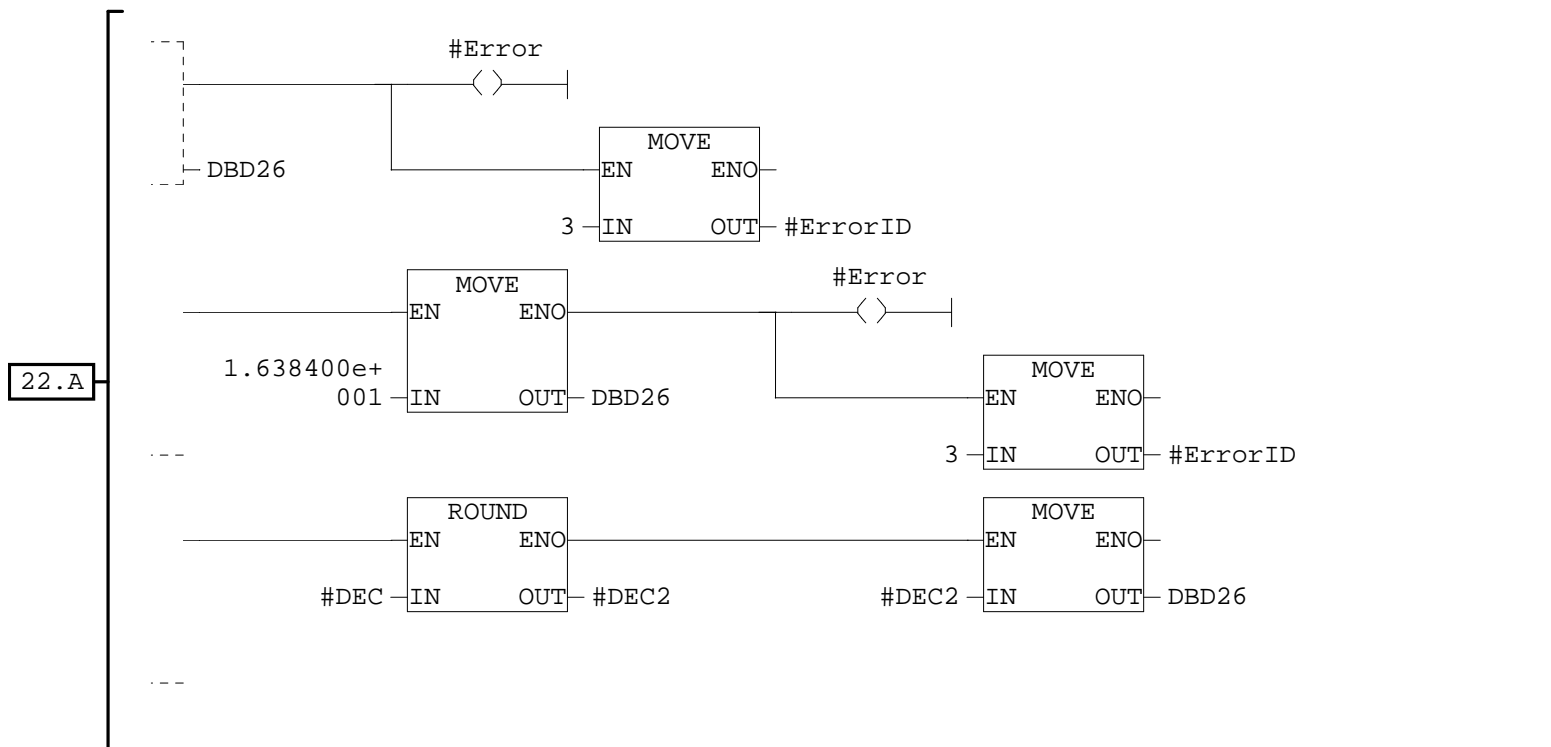 #Error
MOVE
DBD26
EN ENO
3 IN OUT #ErrorID
MOVE
#Error
EN ENO
22.A
1.638400e+
001 IN OUT DBD26
MOVE
EN ENO
3 IN OUT #ErrorID
ROUND
EN ENO
#DEC IN OUT #DEC2
MOVE
EN ENO
#DEC2 IN OUT DBD26